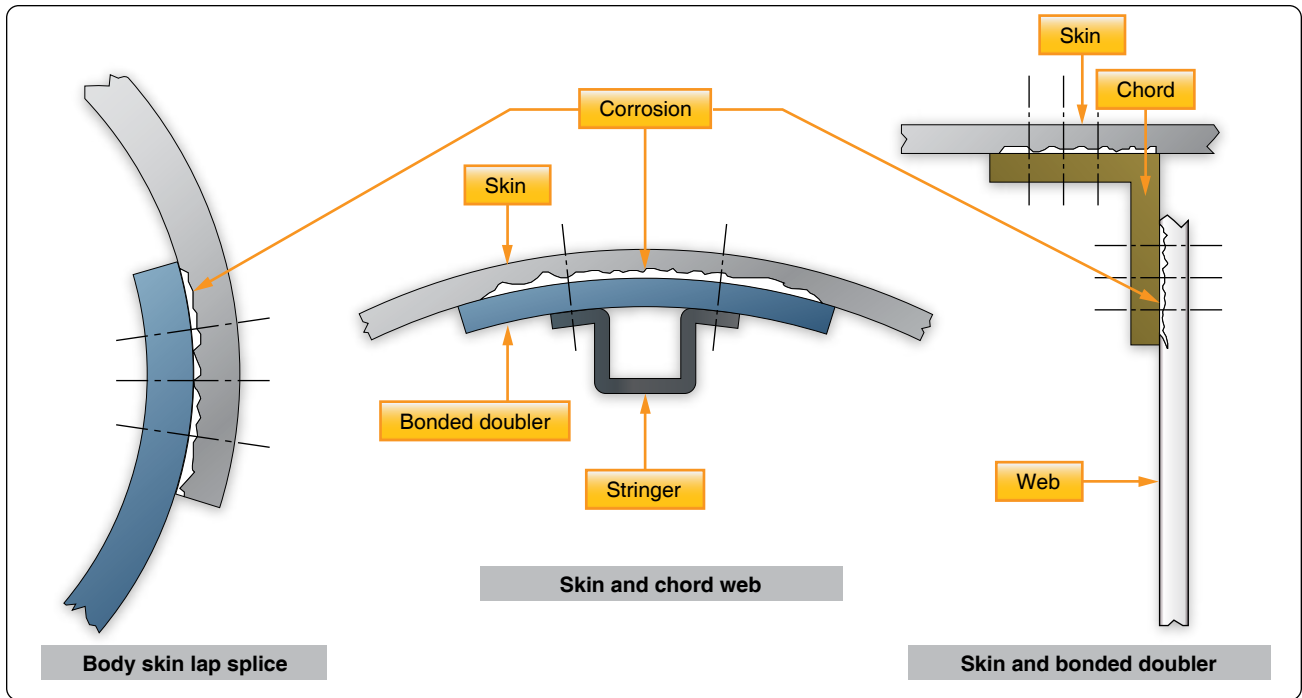 Skin
Chord
Corrosion
Skin
Bonded doubler
Stringer
Web
Skin and chord web
Body skin lap splice
Skin and bonded doubler